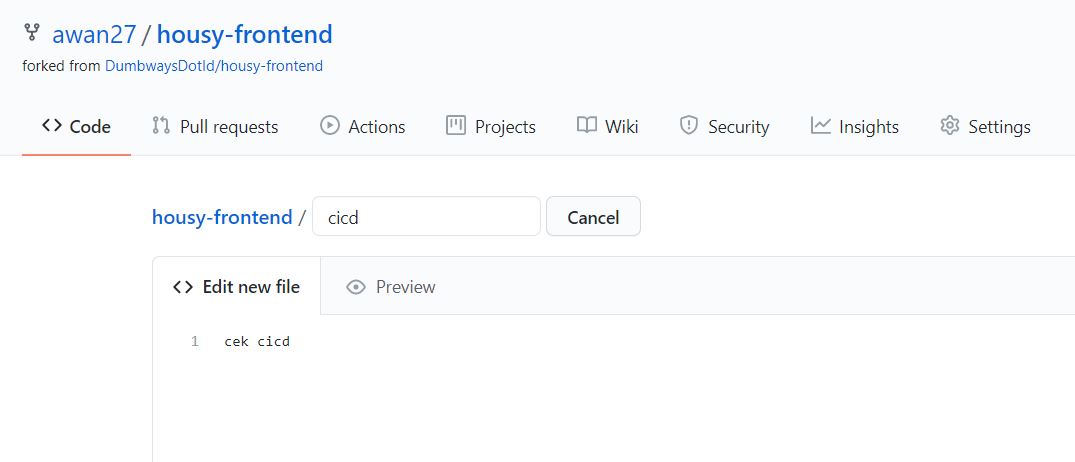 awan27 / housy-frontend
forked from DumbwaysDotId/housy-frontend
Code Pull requests Actions Projects Wiki Security Insights Settings
housy-frontend / cicd Cancel
Edit new file Preview
1 cek cicd